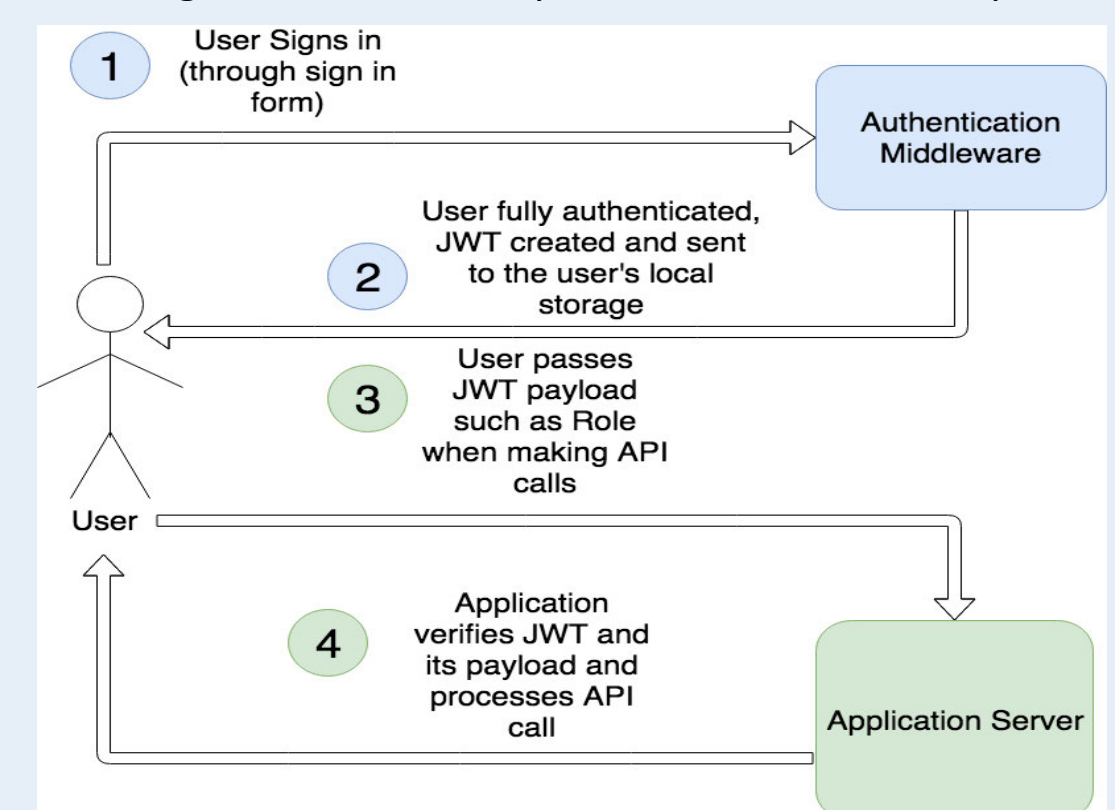 1
User Signs in
(through sign in
form)
Authentication
Middleware
User fully authenticated,
JWT created and sent
to the user's local
storage
2
User passes
JWT payload
such as Role
when making API
calls
3
User
Application
verifies JWT and
its payload and
processes API
call
4
Application Server